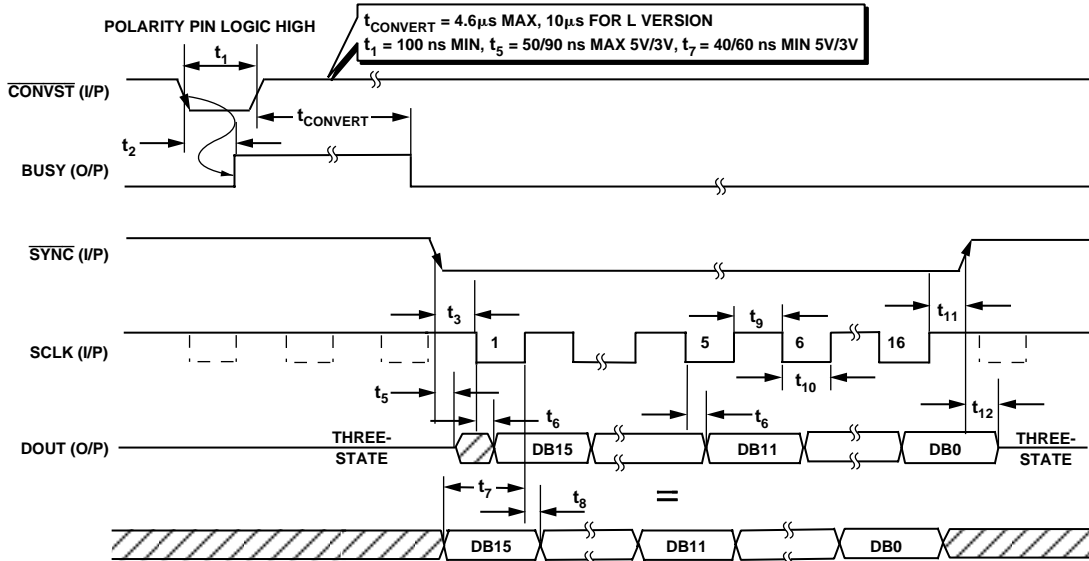 POLARITY PIN LOGIC HIGH
tCONVERT = 4.6µs MAX, 10µs FOR L VERSION
t1 = 100 ns MIN, t5 = 50/90 ns MAX 5V/3V, t7 = 40/60 ns MIN 5V/3V
t1
CONVST (I/P)
tCONVERT
t2
BUSY (O/P)
SYNC (I/P)
t3
t9
t11
SCLK (I/P)
1
5
6
16
t10
t5
t6
t6
t12
DOUT (O/P)
THREE-
STATE
DB15
DB11
DB0
THREE-
STATE
t7
t8
=
DB15
DB11
DB0